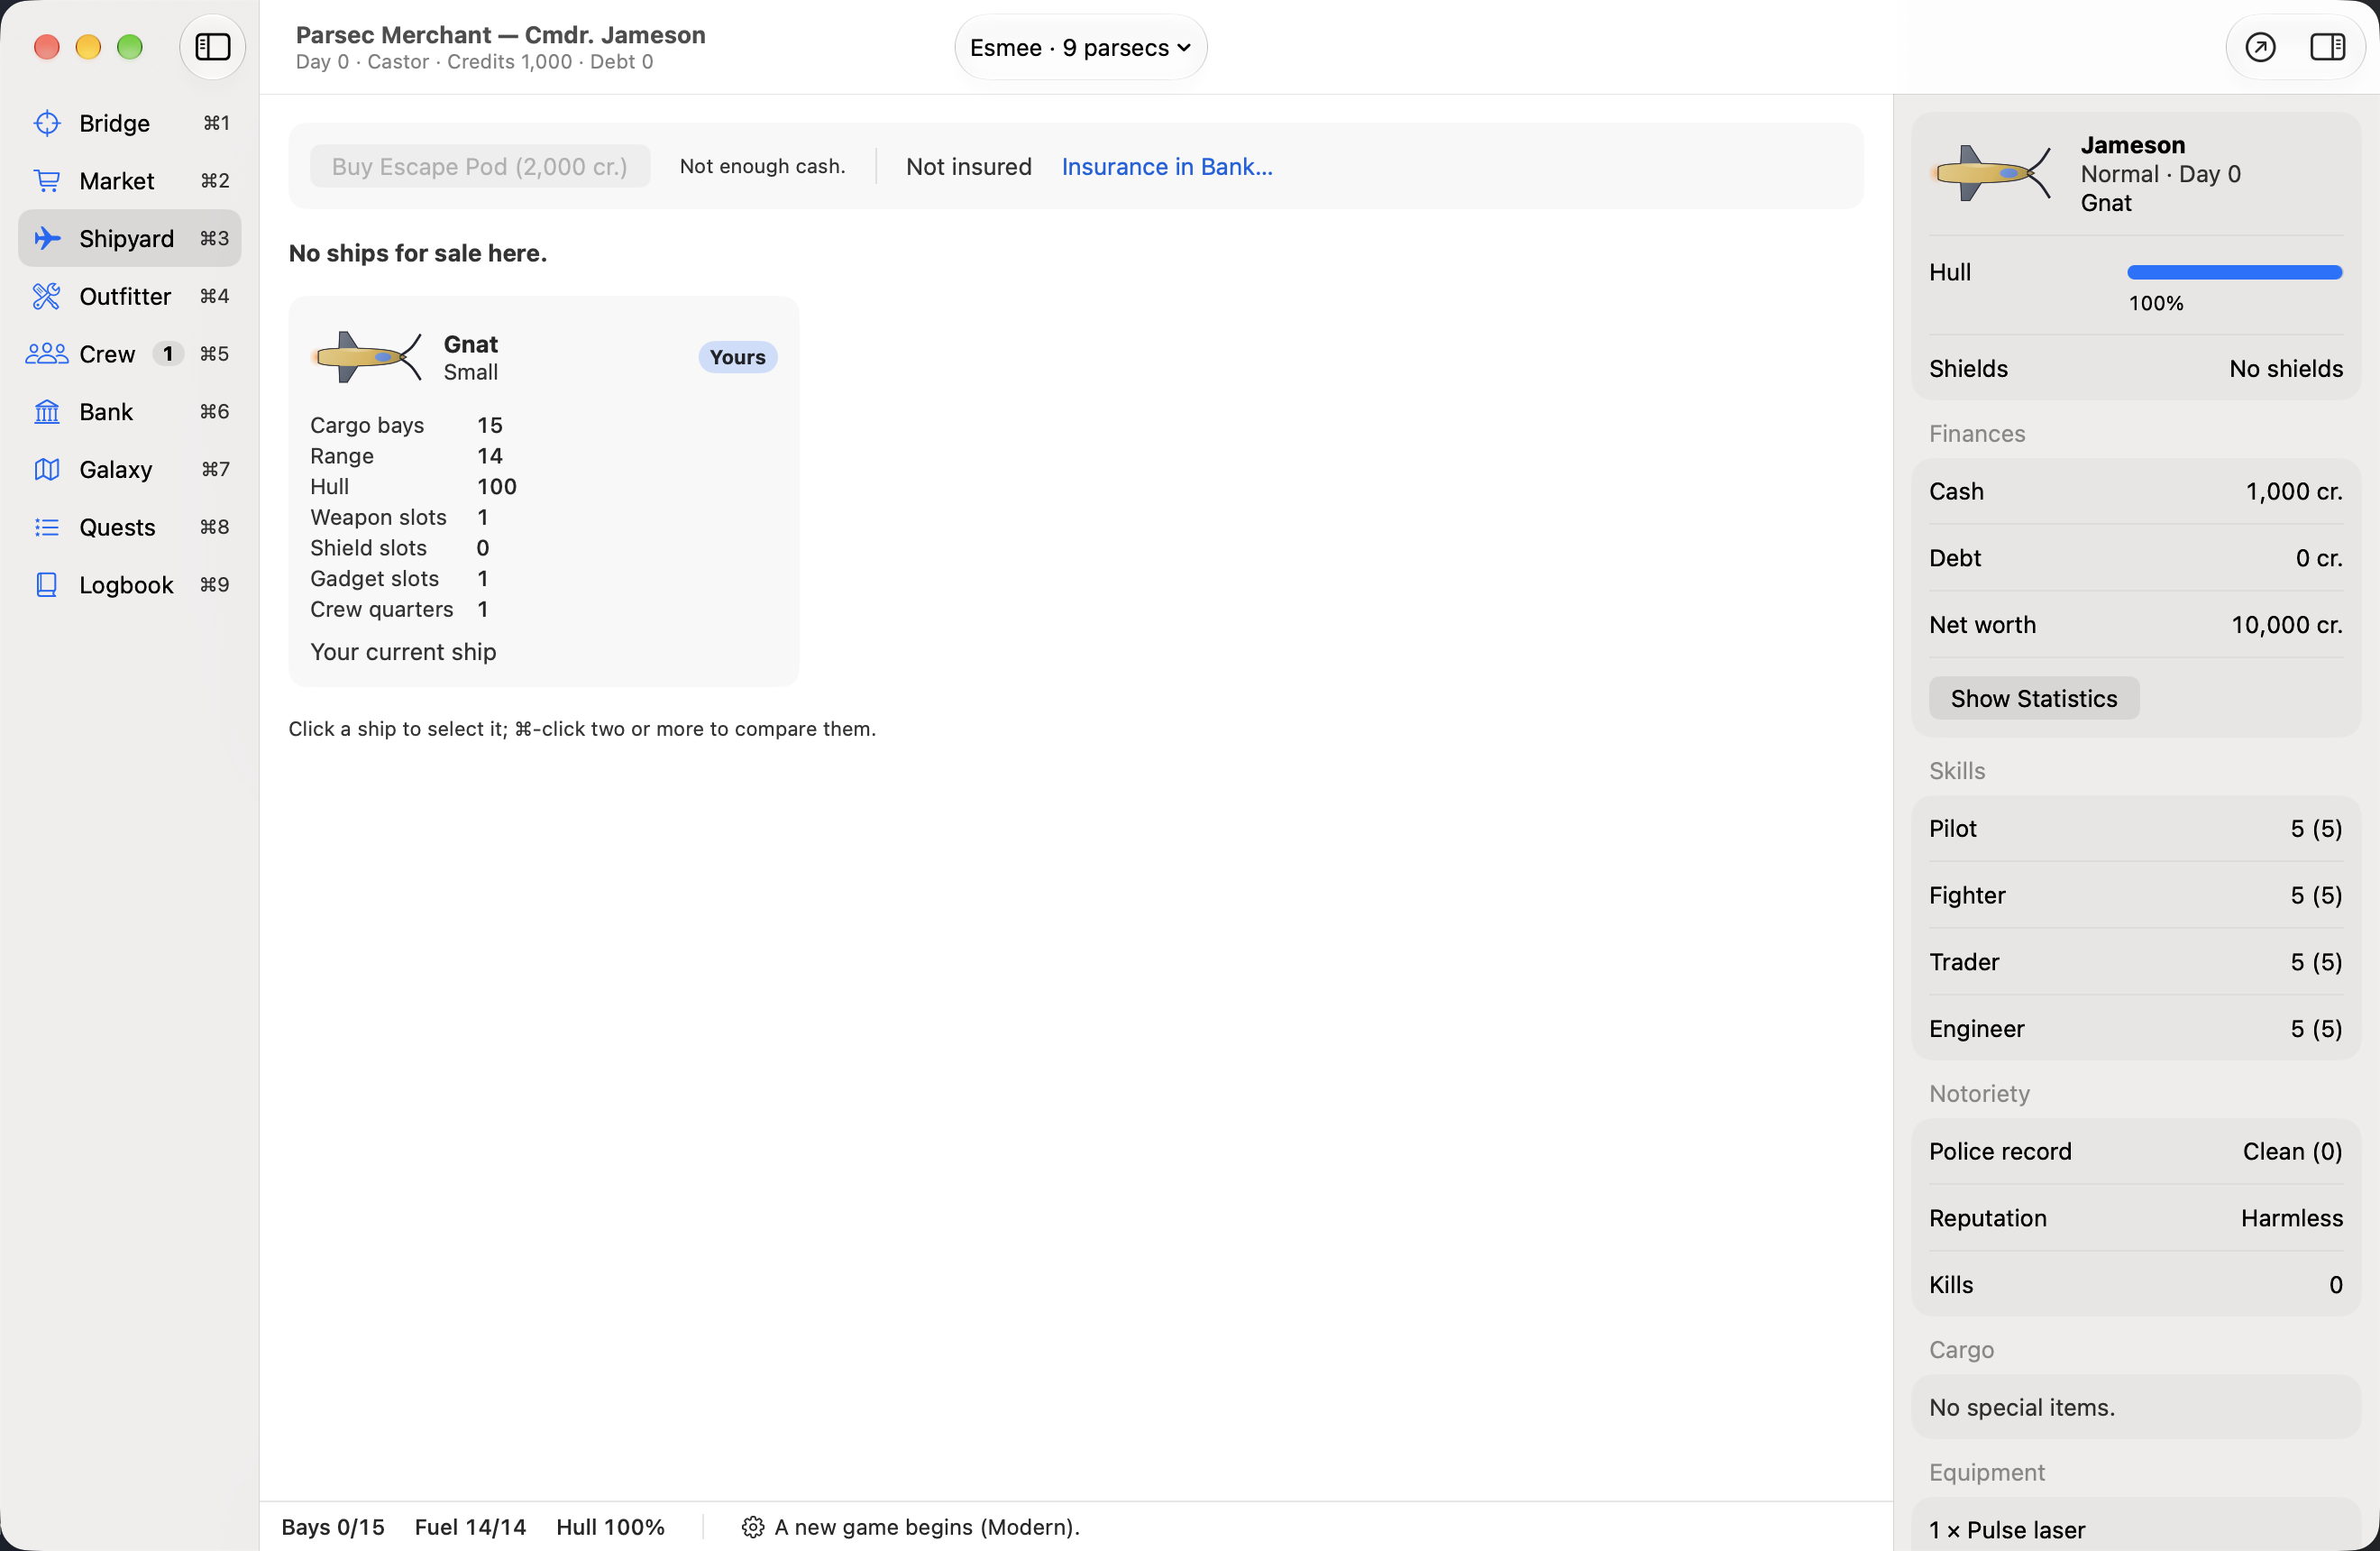 Parsec Merchant — Cmdr. Jameson
Day 0 · Castor · Credits 1,000 · Debt 0
Esmee · 9 parsecs
Bridge ⌘1
Market ⌘2
Shipyard ⌘3
Outfitter ⌘4
Crew 1 ⌘5
Bank ⌘6
Galaxy ⌘7
Quests ⌘8
Logbook ⌘9
Buy Escape Pod (2,000 cr.) Not enough cash. Not insured Insurance in Bank...
No ships for sale here.
Gnat
Small
Yours
Cargo bays 15
Range 14
Hull 100
Weapon slots 1
Shield slots 0
Gadget slots 1
Crew quarters 1
Your current ship
Click a ship to select it; ⌘-click two or more to compare them.
Bays 0/15 Fuel 14/14 Hull 100% A new game begins (Modern).
Jameson
Normal · Day 0
Gnat
Hull
100%
Shields No shields
Finances
Cash 1,000 cr.
Debt 0 cr.
Net worth 10,000 cr.
Show Statistics
Skills
Pilot 5 (5)
Fighter 5 (5)
Trader 5 (5)
Engineer 5 (5)
Notoriety
Police record Clean (0)
Reputation Harmless
Kills 0
Cargo
No special items.
Equipment
1 × Pulse laser